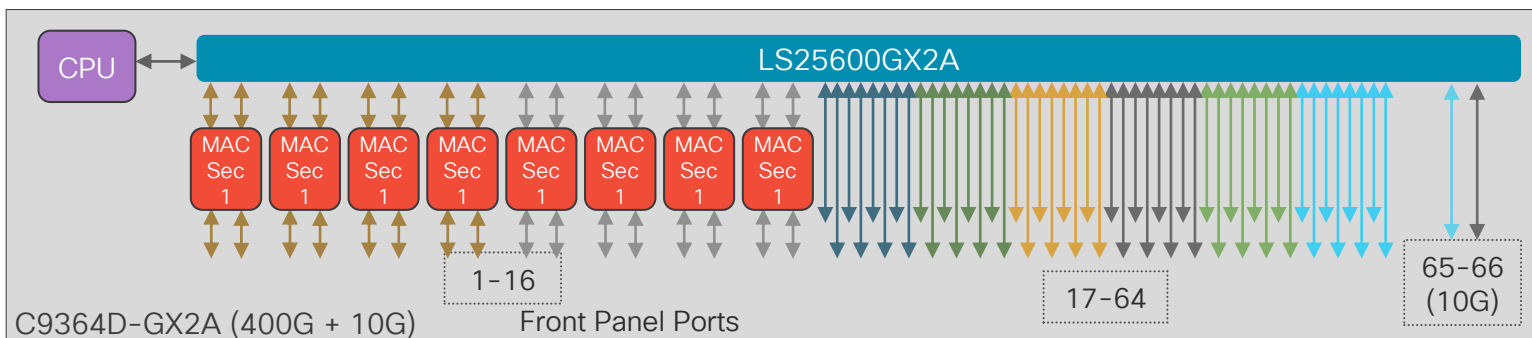 CPU
LS25600GX2A
MAC
Sec
1
MAC
Sec
1
MAC
Sec
1
MAC
Sec
1
MAC
Sec
1
MAC
Sec
1
MAC
Sec
1
MAC
Sec
1
1-16
17-64
65-66
(10G)
C9364D-GX2A (400G + 10G)
Front Panel Ports